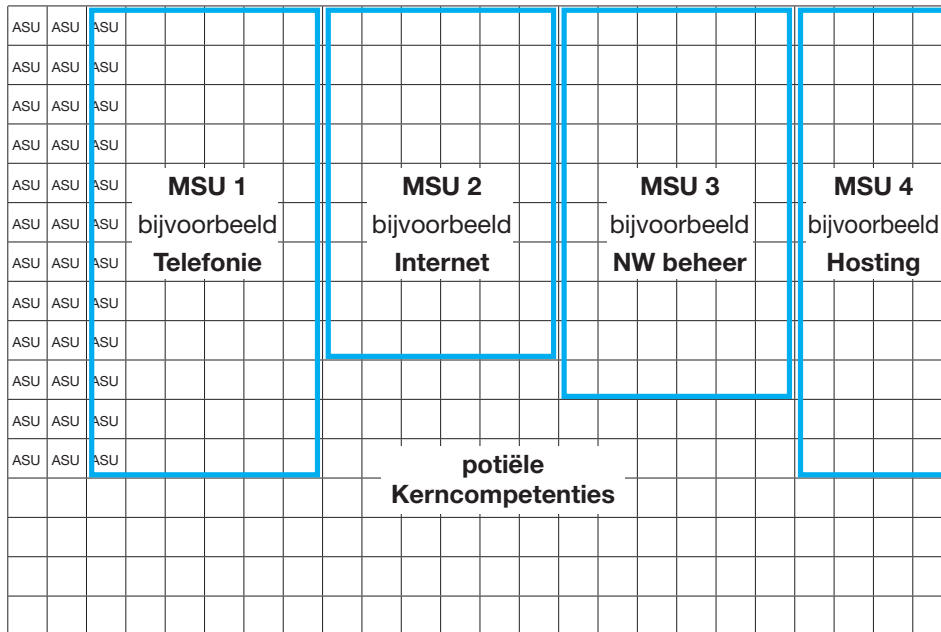 ASU ASU ASU
ASU ASU ASU
ASU ASU ASU
ASU ASU ASU
ASU ASU ASU MSU 1 MSU 2 MSU 3 MSU 4
ASU ASU ASU bijvoorbeeld bijvoorbeeld bijvoorbeeld bijvoorbeeld
ASU ASU ASU Telefonie Internet NW beheer Hosting
ASU ASU ASU
ASU ASU ASU
ASU ASU ASU
ASU ASU ASU
ASU ASU ASU potiële
Kerncompetenties